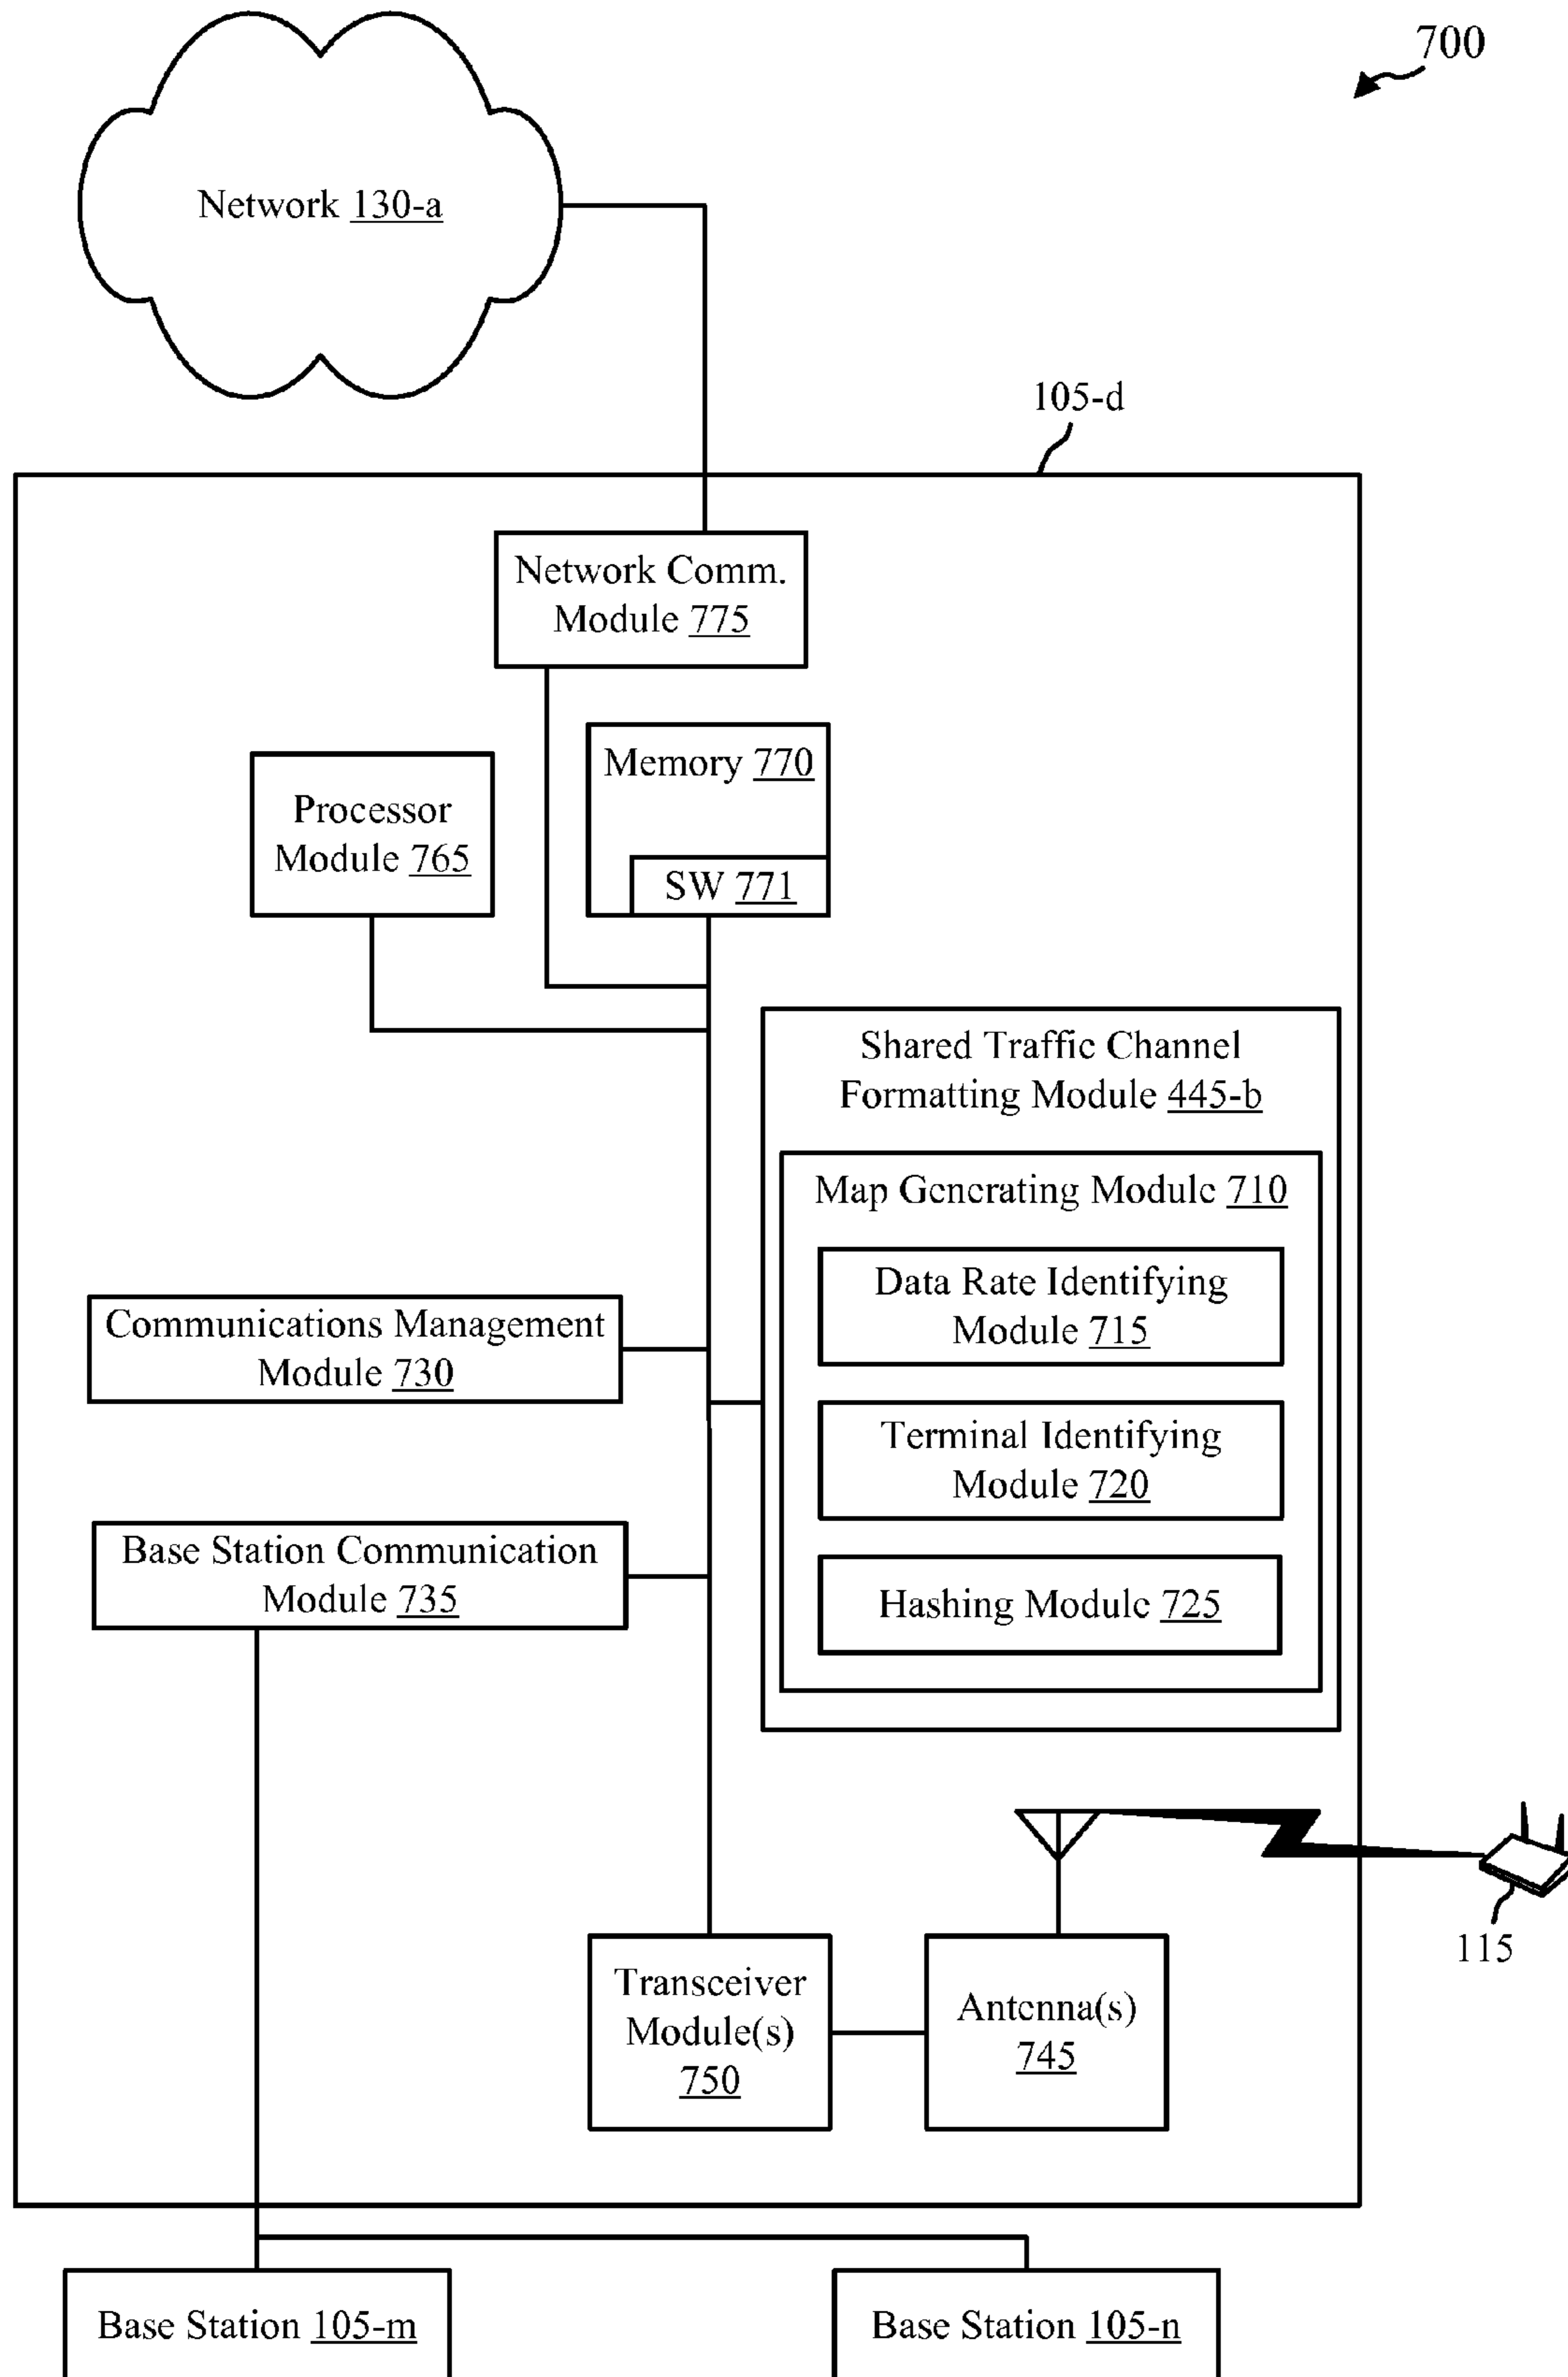 700
Network 130-a
105-d
Network Comm.
Module 775
Memory 770
SW 771
Processor
Module 765
Shared Traffic Channel
Formatting Module 445-b
Map Generating Module 710
Data Rate Identifying
Module 715
Terminal Identifying
Module 720
Hashing Module 725
Communications Management
Module 730
Base Station Communication
Module 735
Transceiver
Module(s)
750
Antenna(s)
745
115
Base Station 105-m
Base Station 105-n